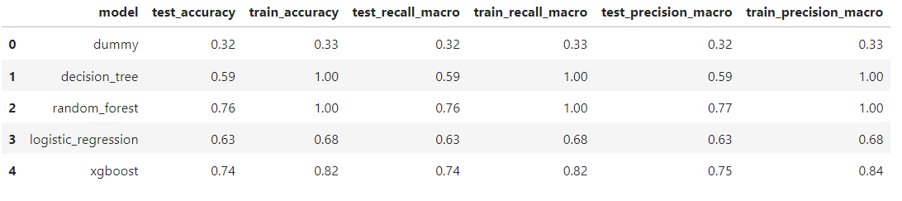 model test_accuracy train_accuracy test_recall_macro train_recall_macro test_precision_macro train_precision_macro
0 dummy 0.32 0.33 0.32 0.33 0.32 0.33
1 decision_tree 0.59 1.00 0.59 1.00 0.59 1.00
2 random_forest 0.76 1.00 0.76 1.00 0.77 1.00
3 logistic_regression 0.63 0.68 0.63 0.68 0.63 0.68
4 xgboost 0.74 0.82 0.74 0.82 0.75 0.84